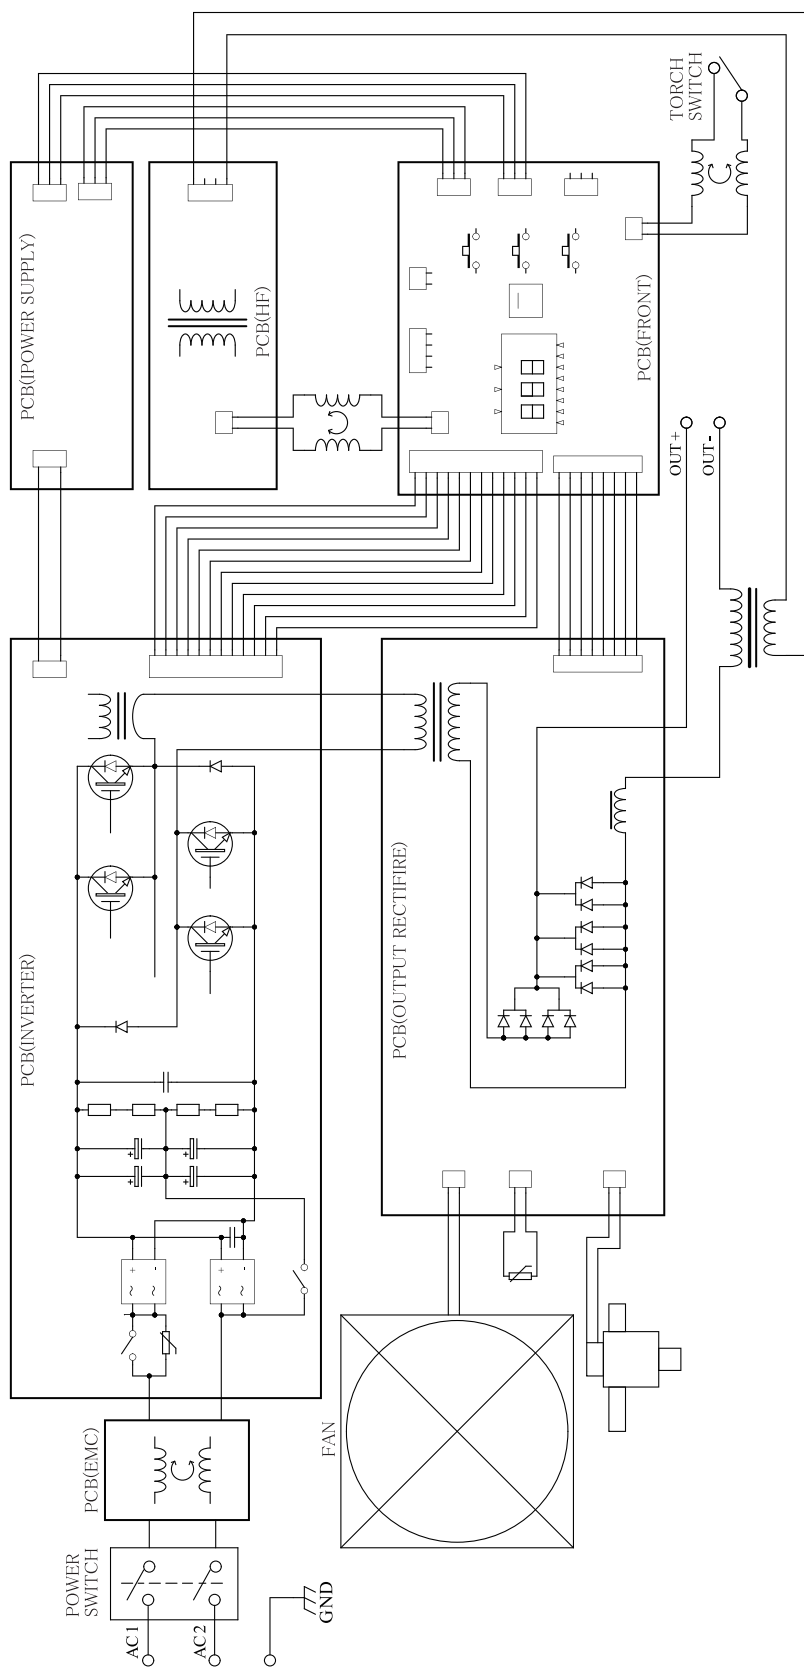 TORCH
SWITCH
PCB(IPOWER SUPPLY)
PCB(HF)
PCB(FRONT)
OUT+
OUT-
PCB(INVERTER)
PCB(OUTPUT RECTIFIRE)
+
+
+
+
+
-
~
~
+
-
~
~
PCB(EMC)
FAN
POWER
SWITCH
AC1
AC2
GND